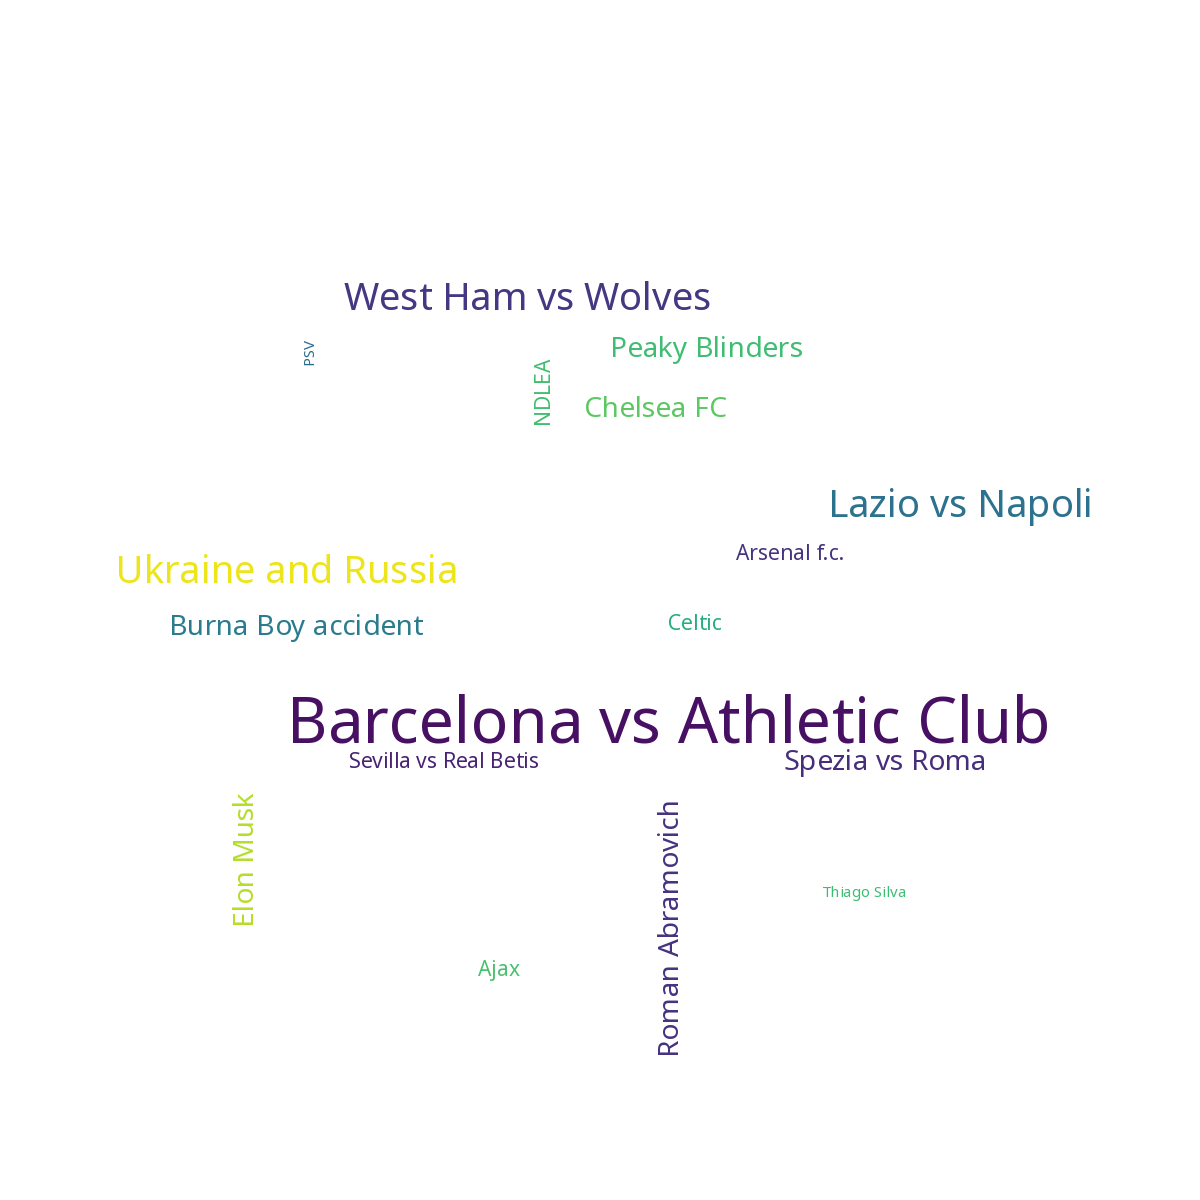 West Ham vs Wolves
PSV
Peaky Blinders
NDLEA
Chelsea FC
Lazio vs Napoli
Arsenal f.c.
Ukraine and Russia
Burna Boy accident
Celtic
Barcelona vs Athletic Club
Sevilla vs Real Betis
Spezia vs Roma
Elon Musk
Roman Abramovich
Thiago Silva
Ajax